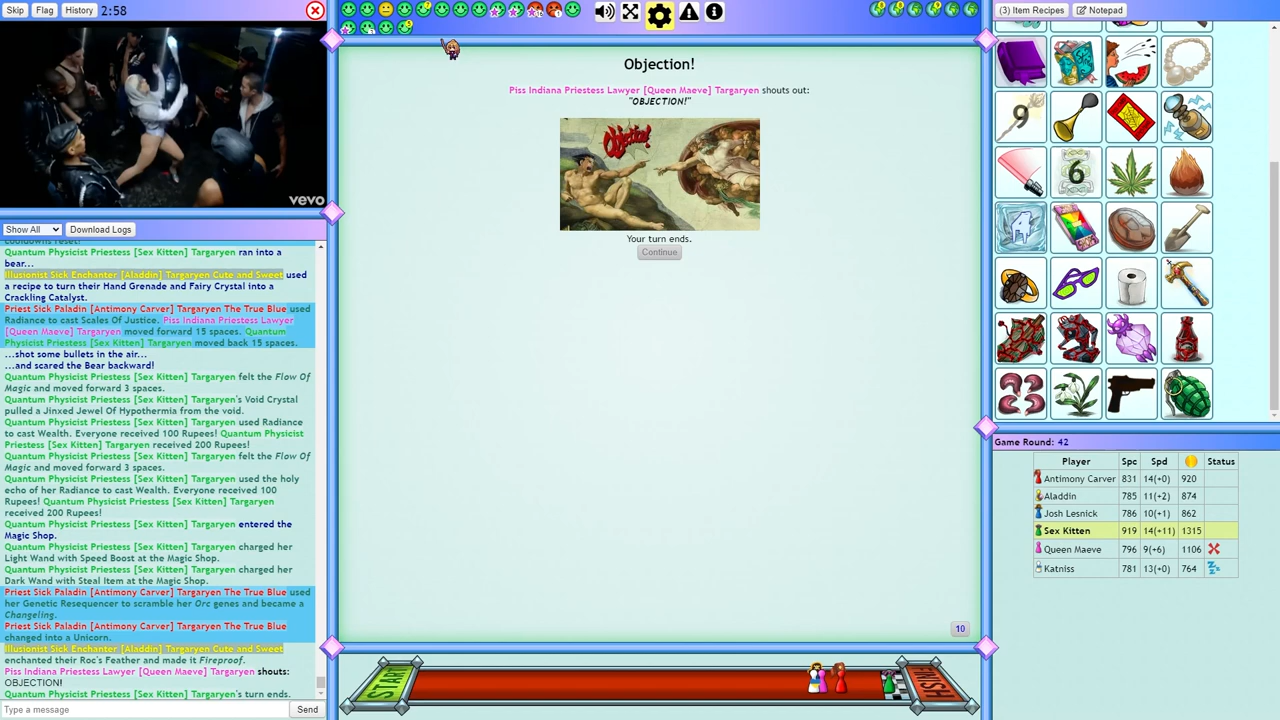 Skip Flag History 2:58
(3) Item Recipes Notepad
vevo
Show All Download Logs
cooldowns reset!
Quantum Physicist Priestess [Sex Kitten] Targaryen ran into a
bear...
Illusionist Sick Enchanter [Aladdin] Targaryen Cute and Sweet used
a recipe to turn their Hand Grenade and Fairy Crystal into a
Crackling Catalyst.
Priest Sick Paladin [Antimony Carver] Targaryen The True Blue used
Radiance to cast Scales Of Justice. Piss Indiana Priestess Lawyer
[Queen Maeve] Targaryen moved forward 15 spaces. Quantum
Physicist Priestess [Sex Kitten] Targaryen moved back 15 spaces.
...shot some bullets in the air...
...and scared the Bear backward!
Quantum Physicist Priestess [Sex Kitten] Targaryen felt the Flow Of
Magic and moved forward 3 spaces.
Quantum Physicist Priestess [Sex Kitten] Targaryen's Void Crystal
pulled a Jinxed Jewel Of Hypothermia from the void.
Quantum Physicist Priestess [Sex Kitten] Targaryen used Radiance
to cast Wealth. Everyone received 100 Rupees! Quantum Physicist
Priestess [Sex Kitten] Targaryen received 200 Rupees!
Quantum Physicist Priestess [Sex Kitten] Targaryen felt the Flow Of
Magic and moved forward 3 spaces.
Quantum Physicist Priestess [Sex Kitten] Targaryen used the holy
echo of her Radiance to cast Wealth. Everyone received 100
Rupees! Quantum Physicist Priestess [Sex Kitten] Targaryen
received 200 Rupees!
Quantum Physicist Priestess [Sex Kitten] Targaryen entered the
Magic Shop.
Quantum Physicist Priestess [Sex Kitten] Targaryen charged her
Light Wand with Speed Boost at the Magic Shop.
Quantum Physicist Priestess [Sex Kitten] Targaryen charged her
Dark Wand with Steal Item at the Magic Shop.
Priest Sick Paladin [Antimony Carver] Targaryen The True Blue used
her Genetic Resequencer to scramble her Orc genes and became a
Changeling.
Priest Sick Paladin [Antimony Carver] Targaryen The True Blue
changed into a Unicorn.
Illusionist Sick Enchanter [Aladdin] Targaryen Cute and Sweet
enchanted their Roc's Feather and made it Fireproof.
Piss Indiana Priestess Lawyer [Queen Maeve] Targaryen shouts:
OBJECTION!
Quantum Physicist Priestess [Sex Kitten] Targaryen's turn ends.
Type a message Send
Objection!
Piss Indiana Priestess Lawyer [Queen Maeve] Targaryen shouts out:
"OBJECTION!"
Objection!
Your turn ends.
Continue
10
START
FINISH
9
6
Game Round: 42
Player Spc Spd Status
Antimony Carver 831 14(+0) 920
Aladdin 785 11(+2) 874
Josh Lesnick 786 10(+1) 862
Sex Kitten 919 14(+11) 1315
Queen Maeve 796 9(+6) 1106
Katniss 781 13(+0) 764